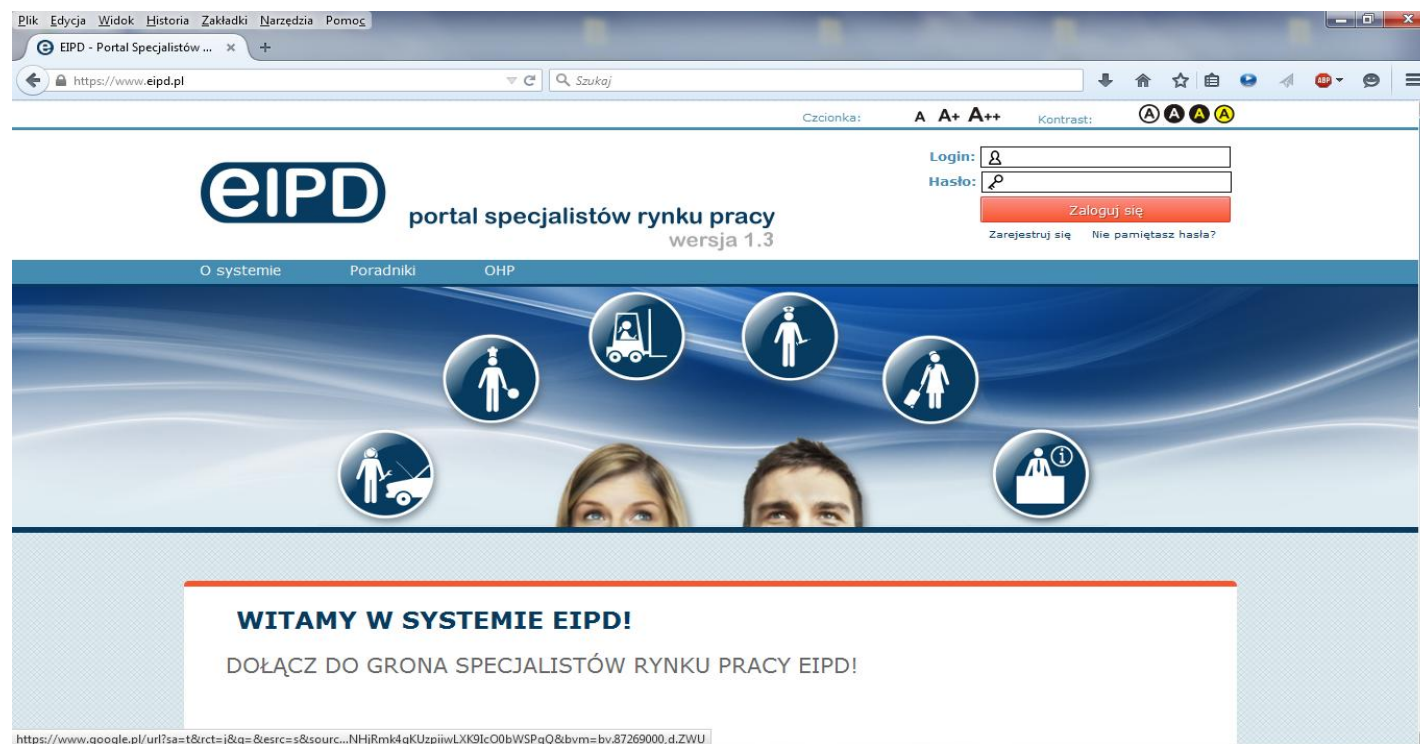 Plik Edycja Widok Historia Zakładki Narzędzia Pomoc
EIPD - Portal Specjalistów ... × +
https://www.eipd.pl
Szukaj
ABP
Czcionka: A A+ A++ Kontrast: A A A A
Login:
Hasło:
Zaloguj się
Zarejestruj się Nie pamiętasz hasła?
eIPD
portal specjalistów rynku pracy
wersja 1.3
O systemie Poradniki OHP
i
WITAMY W SYSTEMIE EIPD!
DOŁĄCZ DO GRONA SPECJALISTÓW RYNKU PRACY EIPD!
https://www.google.pl/url?sa=t&rct=j&q=&esrc=s&sourc...NHjRmk4qKUzpiiwLXK9IcO0bWSPqQ&bvm=bv.87269000,d.ZWU